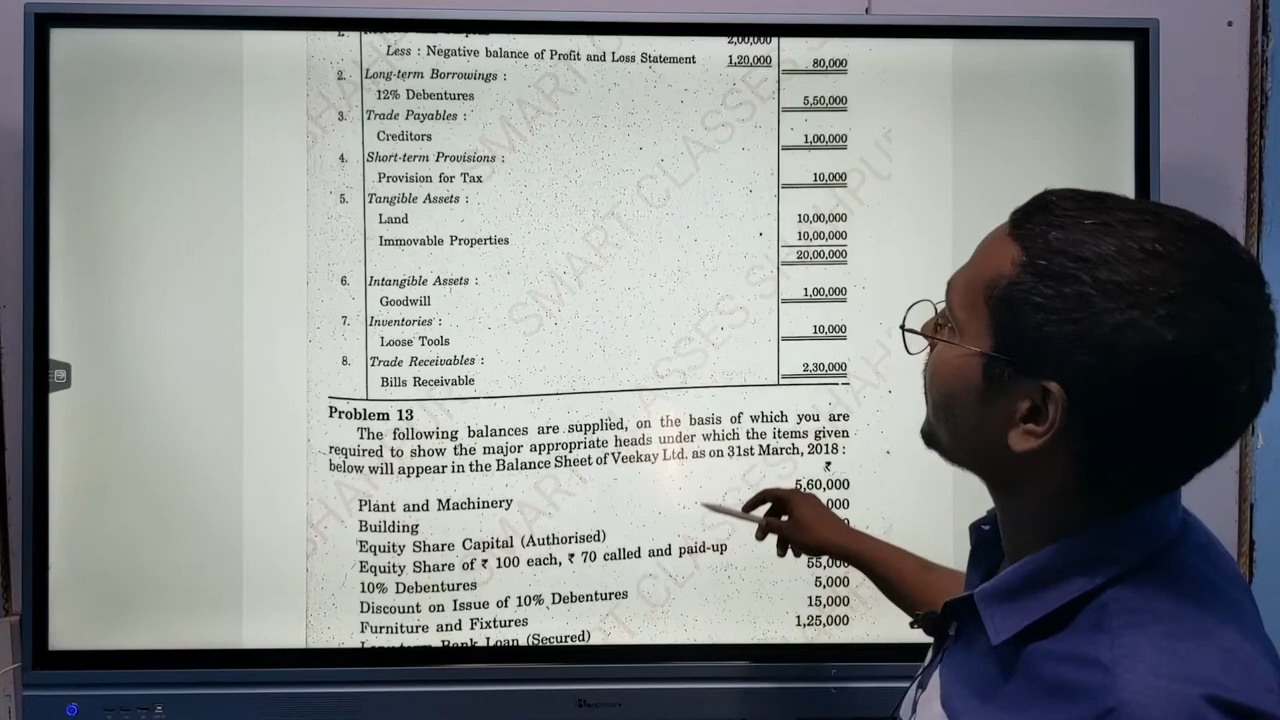 2,00,000
Less : Negative balance of Profit and Loss Statement 1,20,000 80,000
2. Long-term Borrowings :
12% Debentures 5,50,000
3. Trade Payables :
Creditors 1,00,000
4. Short-term Provisions :
Provision for Tax 10,000
5. Tangible Assets :
Land 10,00,000
Immovable Properties 10,00,000
20,00,000
6. Intangible Assets :
Goodwill 1,00,000
7. Inventories :
Loose Tools 10,000
8. Trade Receivables :
Bills Receivable 2,30,000
Problem 13
The following balances are supplied, on the basis of which you are
required to show the major appropriate heads under which the items given
below will appear in the Balance Sheet of Veekay Ltd. as on 31st March, 2018 :
₹
Plant and Machinery 5,60,000
Building 000
Equity Share Capital (Authorised)
Equity Share of ₹ 100 each, ₹ 70 called and paid-up
10% Debentures 55,000
Discount on Issue of 10% Debentures 5,000
Furniture and Fixtures 15,000
Bank Loan (Secured) 1,25,000
SMART CLASSES SHAHPUR